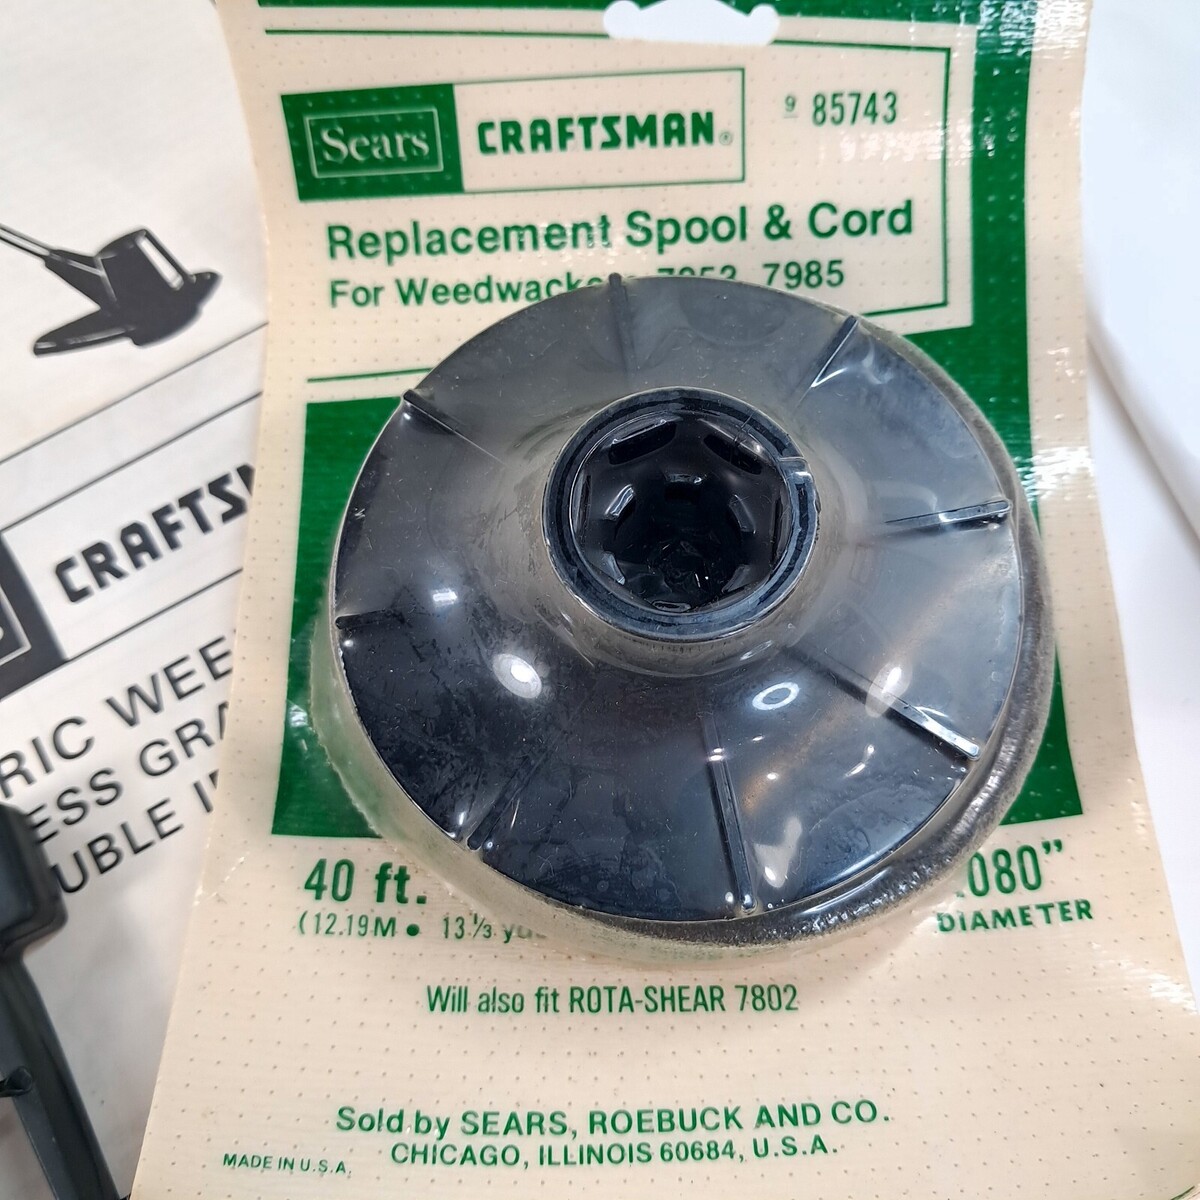 Sears CRAFTSMAN® 9 85743
Replacement Spool & Cord
For 7985
40 ft.
(12.19M • 13⅓
.080”
DIAMETER
Will also fit ROTA-SHEAR 7802
Sold by SEARS, ROEBUCK AND CO.
CHICAGO, ILLINOIS 60684, U.S.A.
MADE IN U.S.A.
CRAFTSM
RIC WEE
ESS GRA
UBLE I